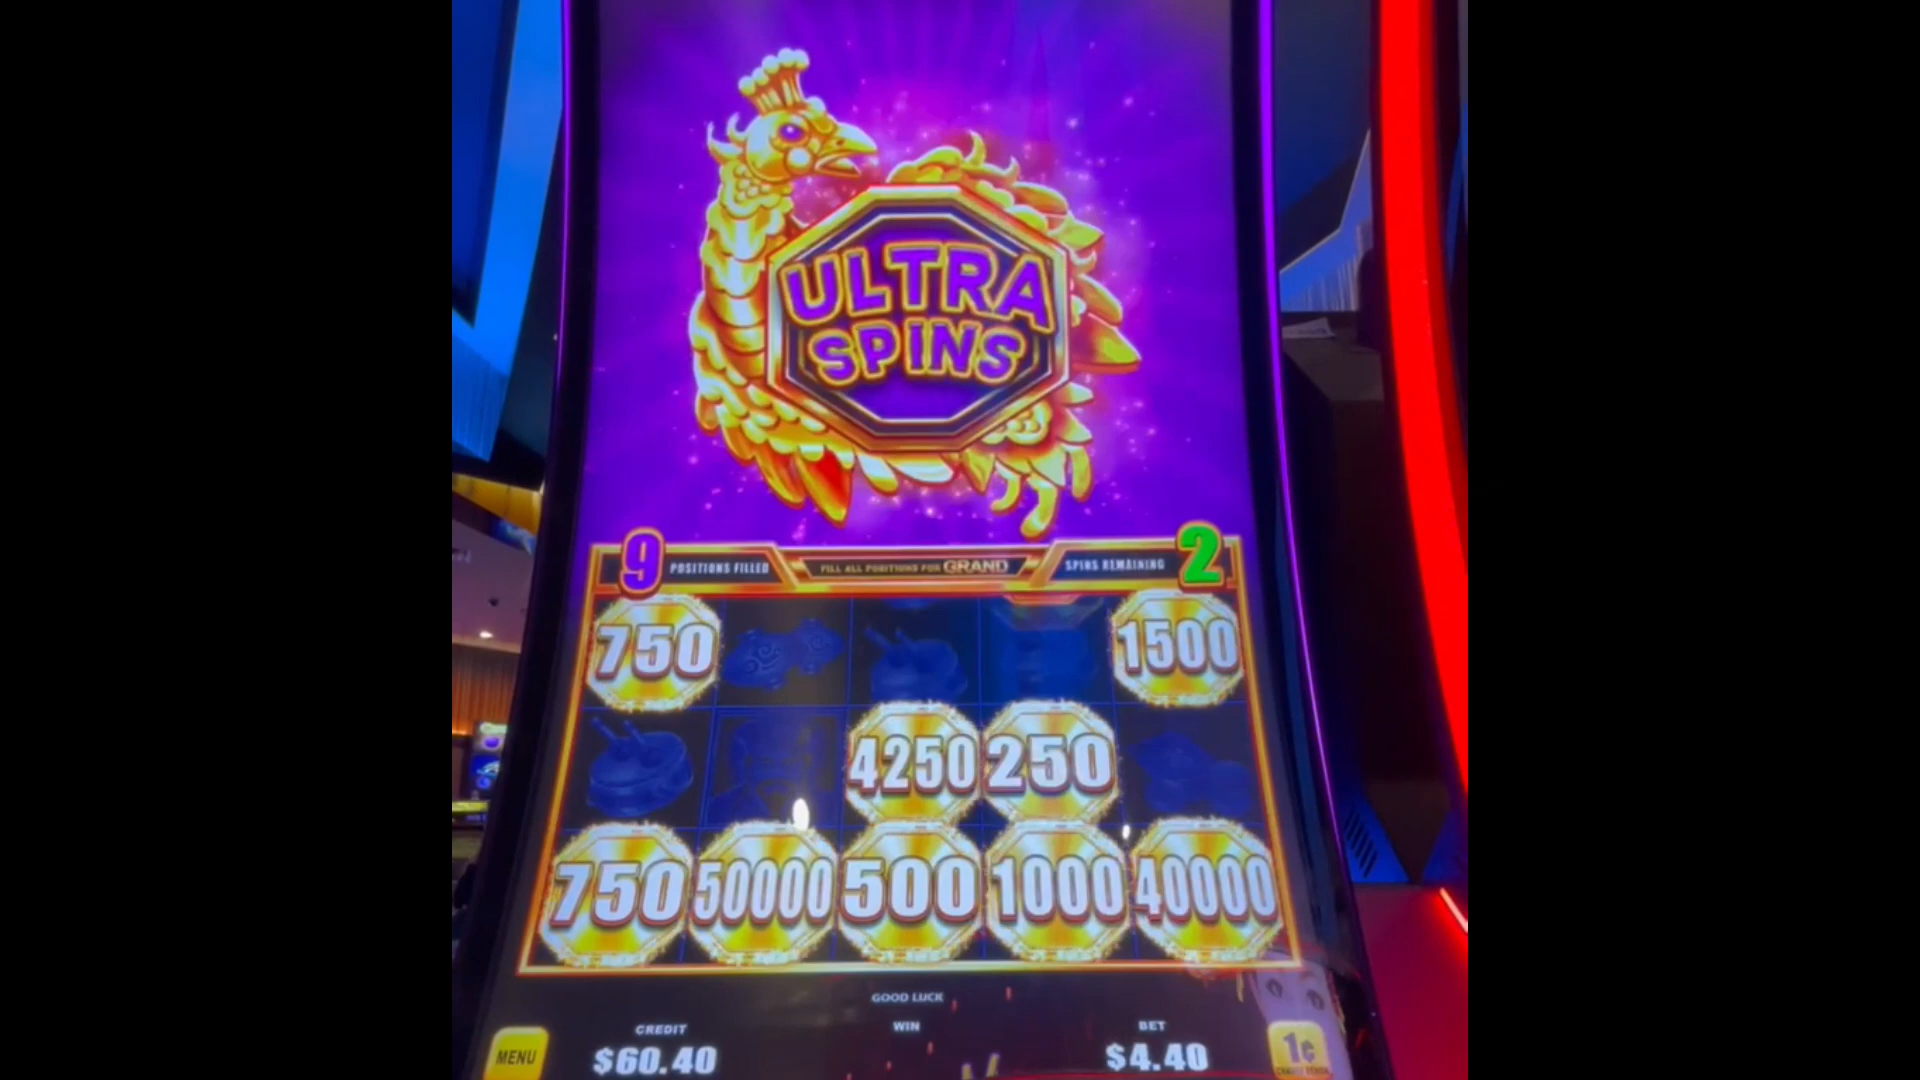 ULTRA
SPINS
9 POSITIONS FILLED
FILL ALL POSITIONS FOR GRAND
SPINS REMAINING 2
750
1500
4250
250
750
50000
500
1000
40000
GOOD LUCK
MENU
CREDIT
$60.40
WIN
BET
$4.40
1¢